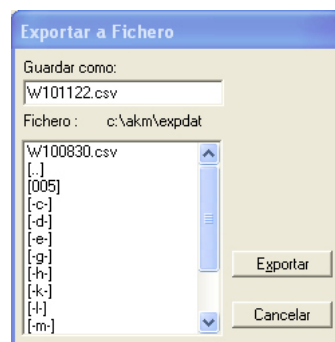 Exportar a Fichero
Guardar como:
W101122.csv
Fichero : c:\akm\expdat
W100830.csv
[..]
[005]
[-c-]
[-d-]
[-e-]
[-g-]
[-h-]
[-k-]
[-l-]
[-m-]
Exportar
Cancelar